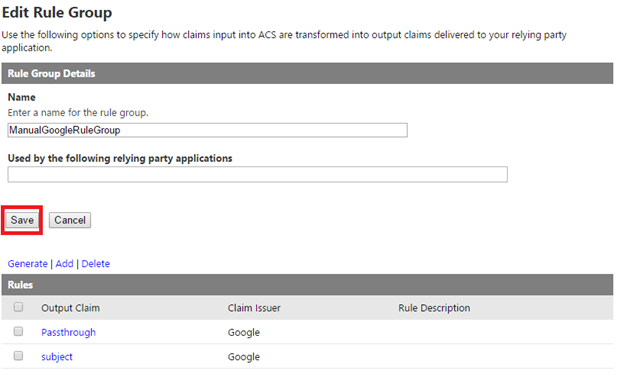 Edit Rule Group
Use the following options to specify how claims input into ACS are transformed into output claims delivered to your relying party
application.
Rule Group Details
Name
Enter a name for the rule group.
ManualGoogleRuleGroup
Used by the following relying party applications
Save Cancel
Generate | Add | Delete
Rules
Output Claim Claim Issuer Rule Description
Passthrough Google
subject Google